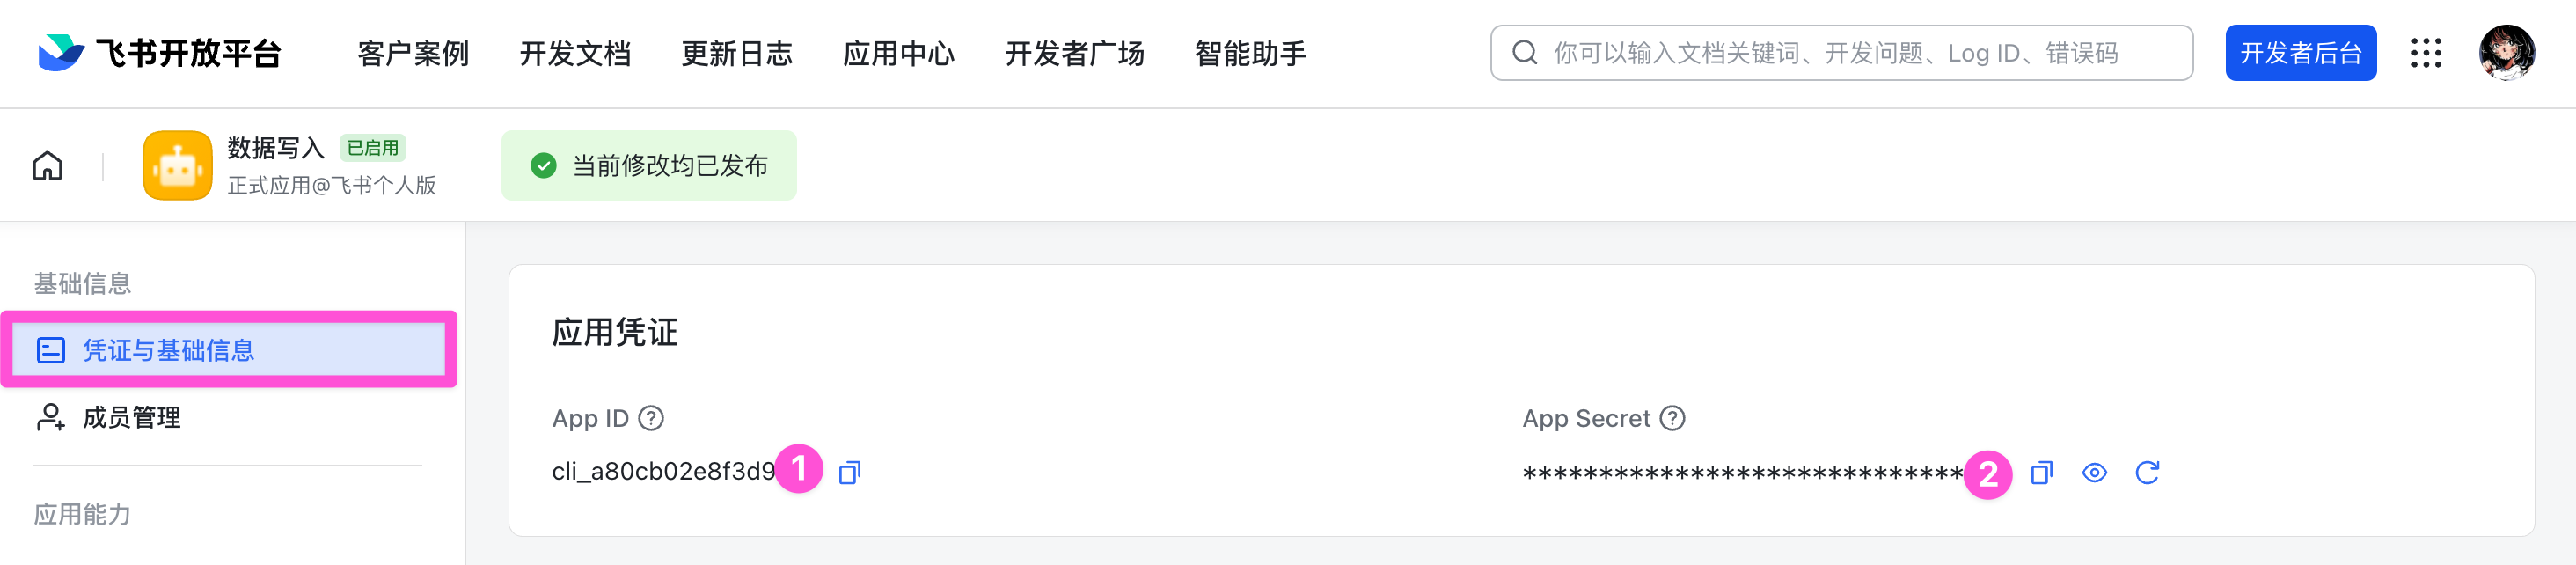 飞书开放平台 客户案例 开发文档 更新日志 应用中心 开发者广场 智能助手 你可以输入文档关键词、开发问题、Log ID、错误码 开发者后台
数据写入 已启用
正式应用@飞书个人版
当前修改均已发布
基础信息
凭证与基础信息
成员管理
应用能力
应用凭证
App ID ? App Secret ?
cli_a80cb02e8f3d9 1 ***************************** 2